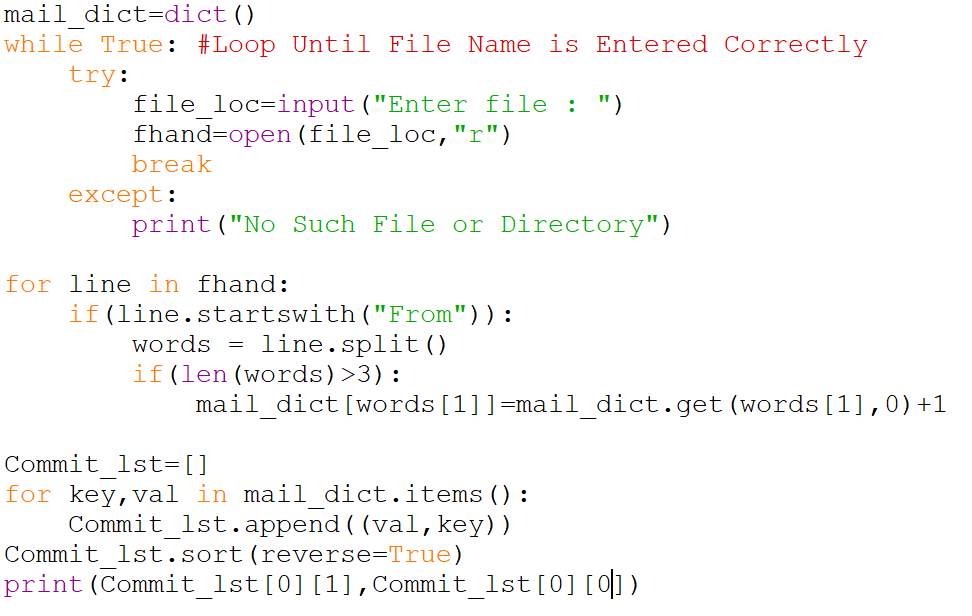 mail_dict=dict()
while True: #Loop Until File Name is Entered Correctly
    try:
        file_loc=input("Enter file : ")
        fhand=open(file_loc,"r")
        break
    except:
        print("No Such File or Directory")

for line in fhand:
    if(line.startswith("From")):
        words = line.split()
        if(len(words)>3):
            mail_dict[words[1]]=mail_dict.get(words[1],0)+1

Commit_lst=[]
for key,val in mail_dict.items():
    Commit_lst.append((val,key))
Commit_lst.sort(reverse=True)
print(Commit_lst[0][1],Commit_lst[0][0])